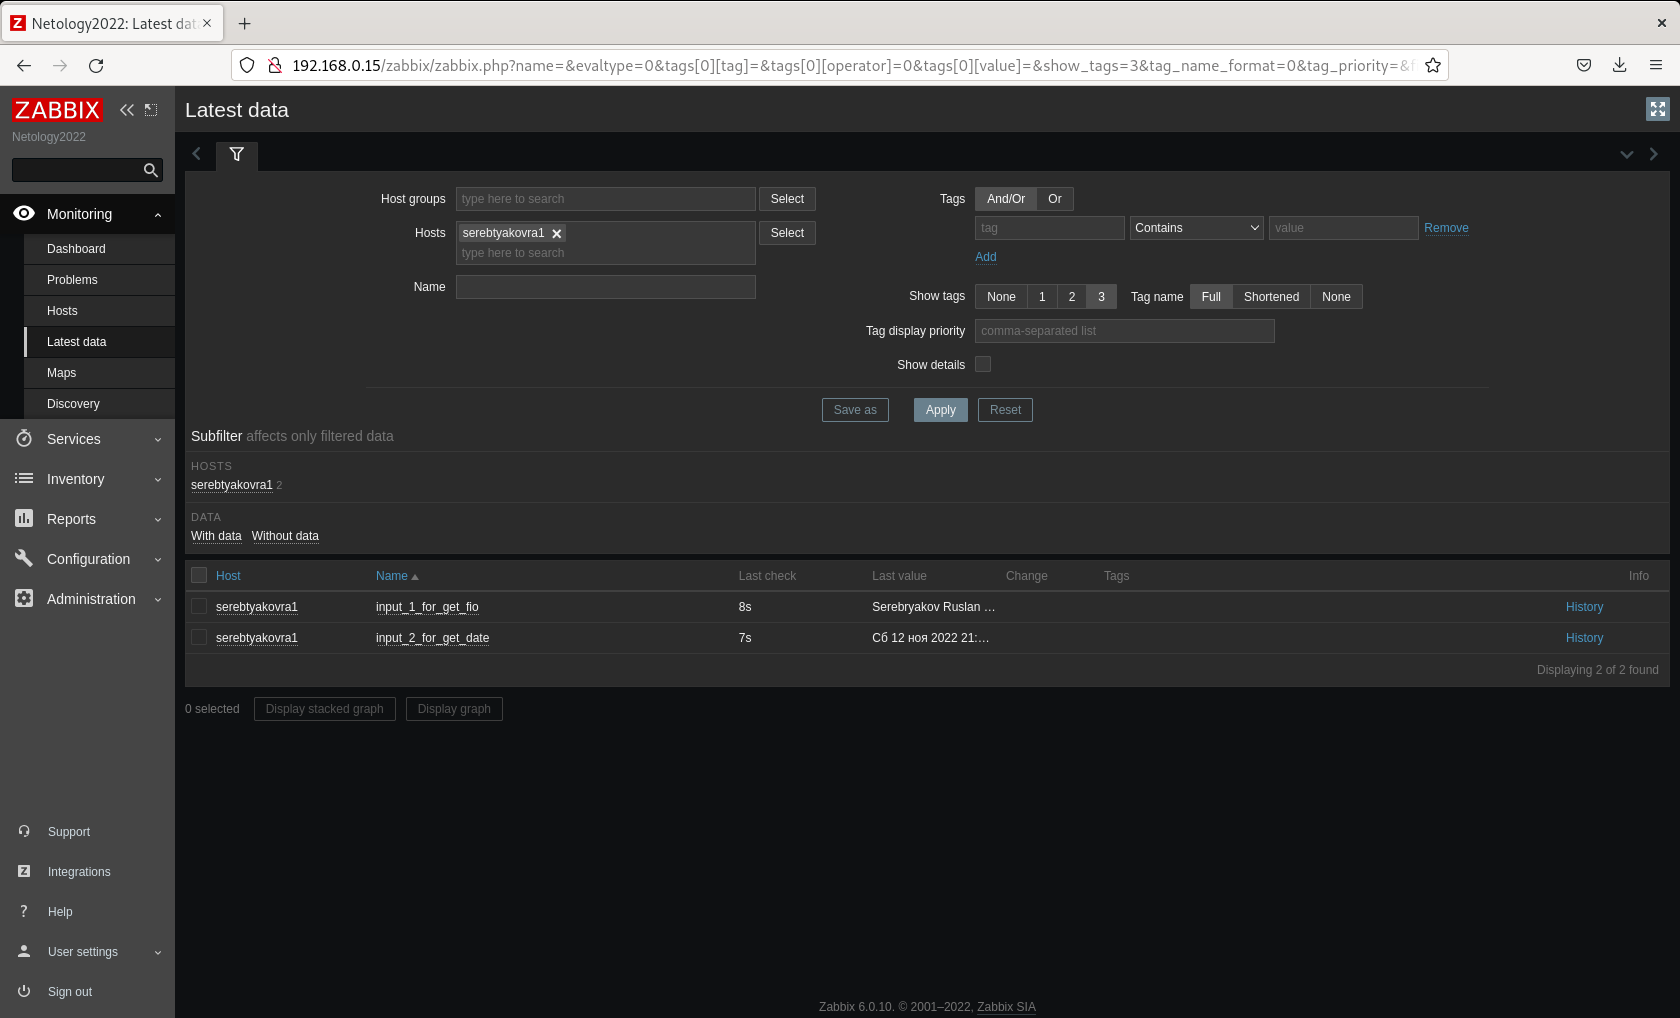 Z Netology2022: Latest dat
192.168.0.15/zabbix/zabbix.php?name=&evaltype=0&tags[0][tag]=&tags[0][operator]=0&tags[0][value]=&show_tags=3&tag_name_format=0&tag_priority=&f
ZABBIX
Netology2022
Monitoring
Dashboard
Problems
Hosts
Latest data
Maps
Discovery
Services
Inventory
Reports
Configuration
Administration
Support
Z Integrations
? Help
User settings
Sign out
Latest data
Host groups type here to search Select
Hosts serebtyakovra1 type here to search Select
Name
Tags And/Or Or
tag Contains value Remove
Add
Show tags None 1 2 3 Tag name Full Shortened None
Tag display priority comma-separated list
Show details
Save as Apply Reset
Subfilter affects only filtered data
HOSTS
serebtyakovra1 2
DATA
With data Without data
Host Name Last check Last value Change Tags Info
serebtyakovra1 input_1_for_get_fio 8s Serebryakov Ruslan … History
serebtyakovra1 input_2_for_get_date 7s Сб 12 ноя 2022 21:… History
Displaying 2 of 2 found
0 selected Display stacked graph Display graph
Zabbix 6.0.10. © 2001–2022, Zabbix SIA